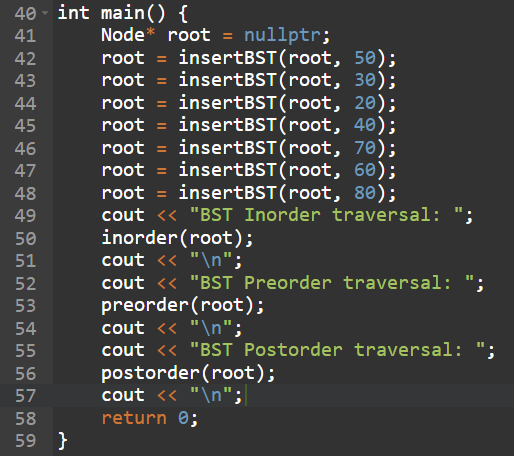 40 int main() {
41     Node* root = nullptr;
42     root = insertBST(root, 50);
43     root = insertBST(root, 30);
44     root = insertBST(root, 20);
45     root = insertBST(root, 40);
46     root = insertBST(root, 70);
47     root = insertBST(root, 60);
48     root = insertBST(root, 80);
49     cout << "BST Inorder traversal: ";
50     inorder(root);
51     cout << "\n";
52     cout << "BST Preorder traversal: ";
53     preorder(root);
54     cout << "\n";
55     cout << "BST Postorder traversal: ";
56     postorder(root);
57     cout << "\n";
58     return 0;
59 }